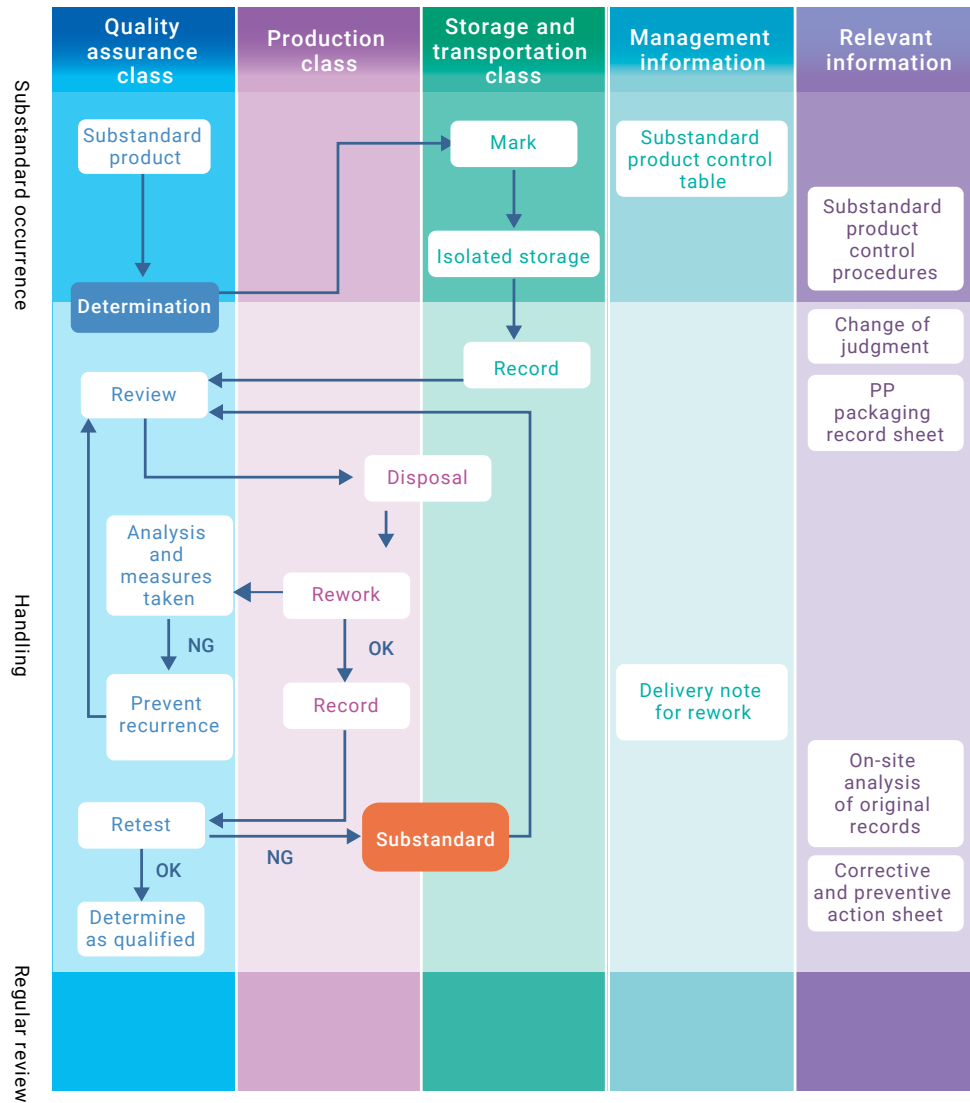 Quality
assurance
class
Production
class
Storage and
transportation
class
Management
information
Relevant
information
Substandard occurrence
Substandard
product
Mark
Substandard
product control
table
Substandard
product
control
procedures
Isolated storage
Determination
Change of
judgment
Record
Review
PP
packaging
record sheet
Disposal
Handling
Analysis
and
measures
taken
Rework
NG
OK
Prevent
recurrence
Record
Delivery note
for rework
On-site
analysis
of original
records
Retest
NG
Substandard
OK
Corrective
and preventive
action sheet
Determine
as qualified
Regular review